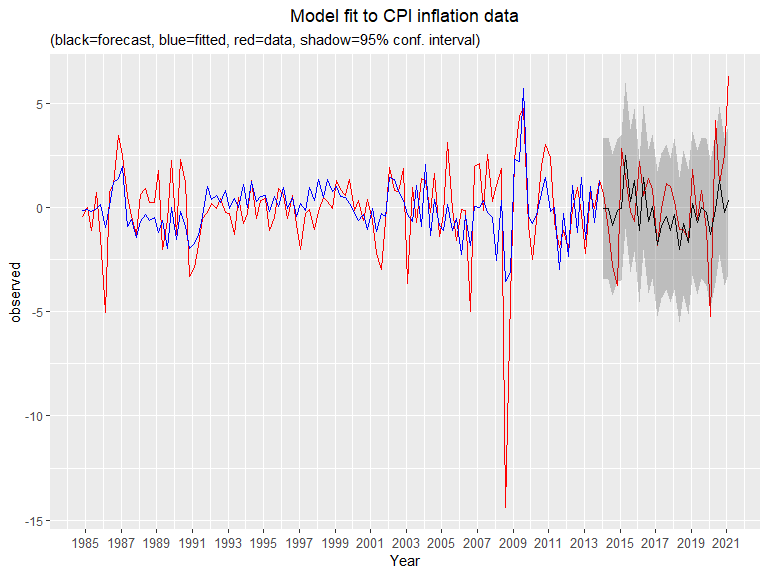 Model fit to CPI inflation data
(black=forecast, blue=fitted, red=data, shadow=95% conf. interval)
5
0
-5
-10
-15
observed
1985 1987 1989 1991 1993 1995 1997 1999 2001 2003 2005 2007 2009 2011 2013 2015 2017 2019 2021
Year